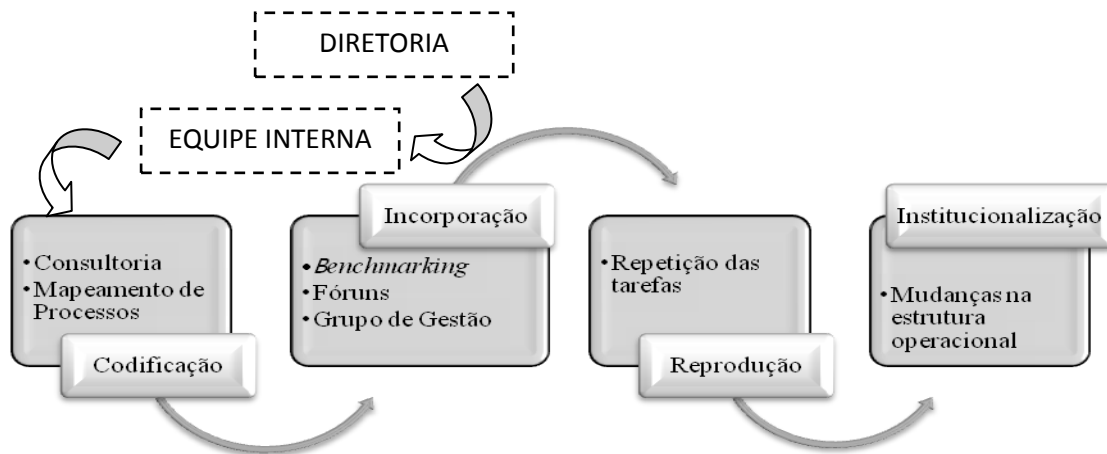 DIRETORIA
EQUIPE INTERNA
• Consultoria
• Mapeamento de
Processos
Codificação
Incorporação
• Benchmarking
• Fóruns
• Grupo de Gestão
• Repetição das
tarefas
Reprodução
Institucionalização
• Mudanças na
estrutura
operacional